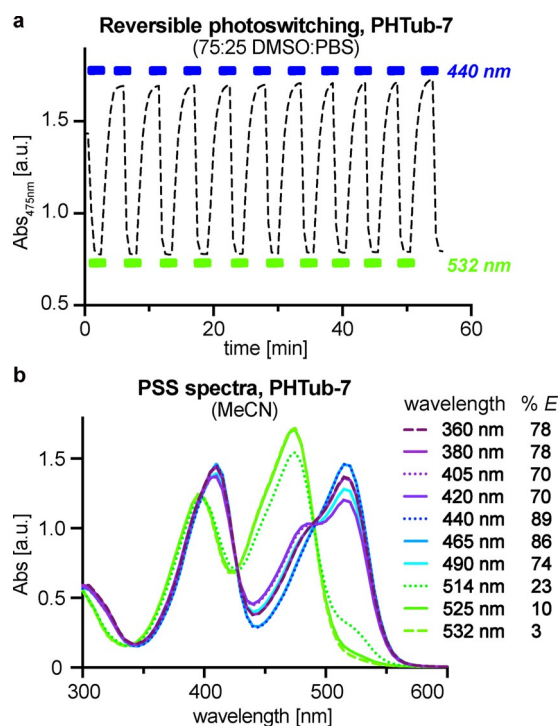 a
Reversible photoswitching, PHTub-7
(75:25 DMSO:PBS)
440 nm
1.5
1.0
0.5
Abs475nm [a.u.]
532 nm
0 20 40 60
time [min]
b
PSS spectra, PHTub-7
(MeCN)
wavelength % E
360 nm 78
380 nm 78
405 nm 70
420 nm 70
440 nm 89
465 nm 86
490 nm 74
514 nm 23
525 nm 10
532 nm 3
1.5
1.0
0.5
0
Abs [a.u.]
300 400 500 600
wavelength [nm]